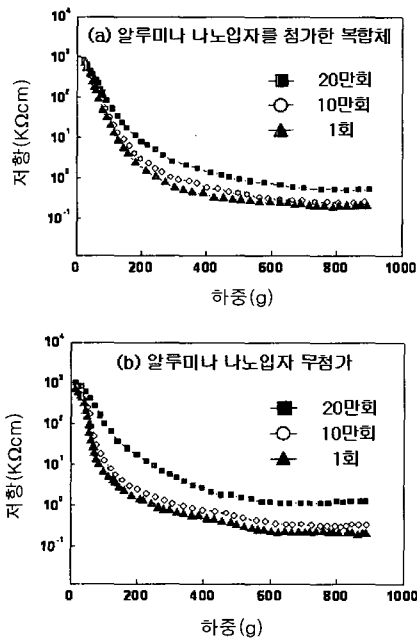 (a) 알루미나 나노입자를 첨가한 복합체
20만회
10만회
1회
10⁴
10³
10²
10¹
10⁰
10⁻¹
저항(KΩcm)
0 200 400 600 800 1000
하중(g)
(b) 알루미나 나노입자 무첨가
20만회
10만회
1회
10⁴
10³
10²
10¹
10⁰
10⁻¹
저항(KΩcm)
0 200 400 600 800 1000
하중(g)